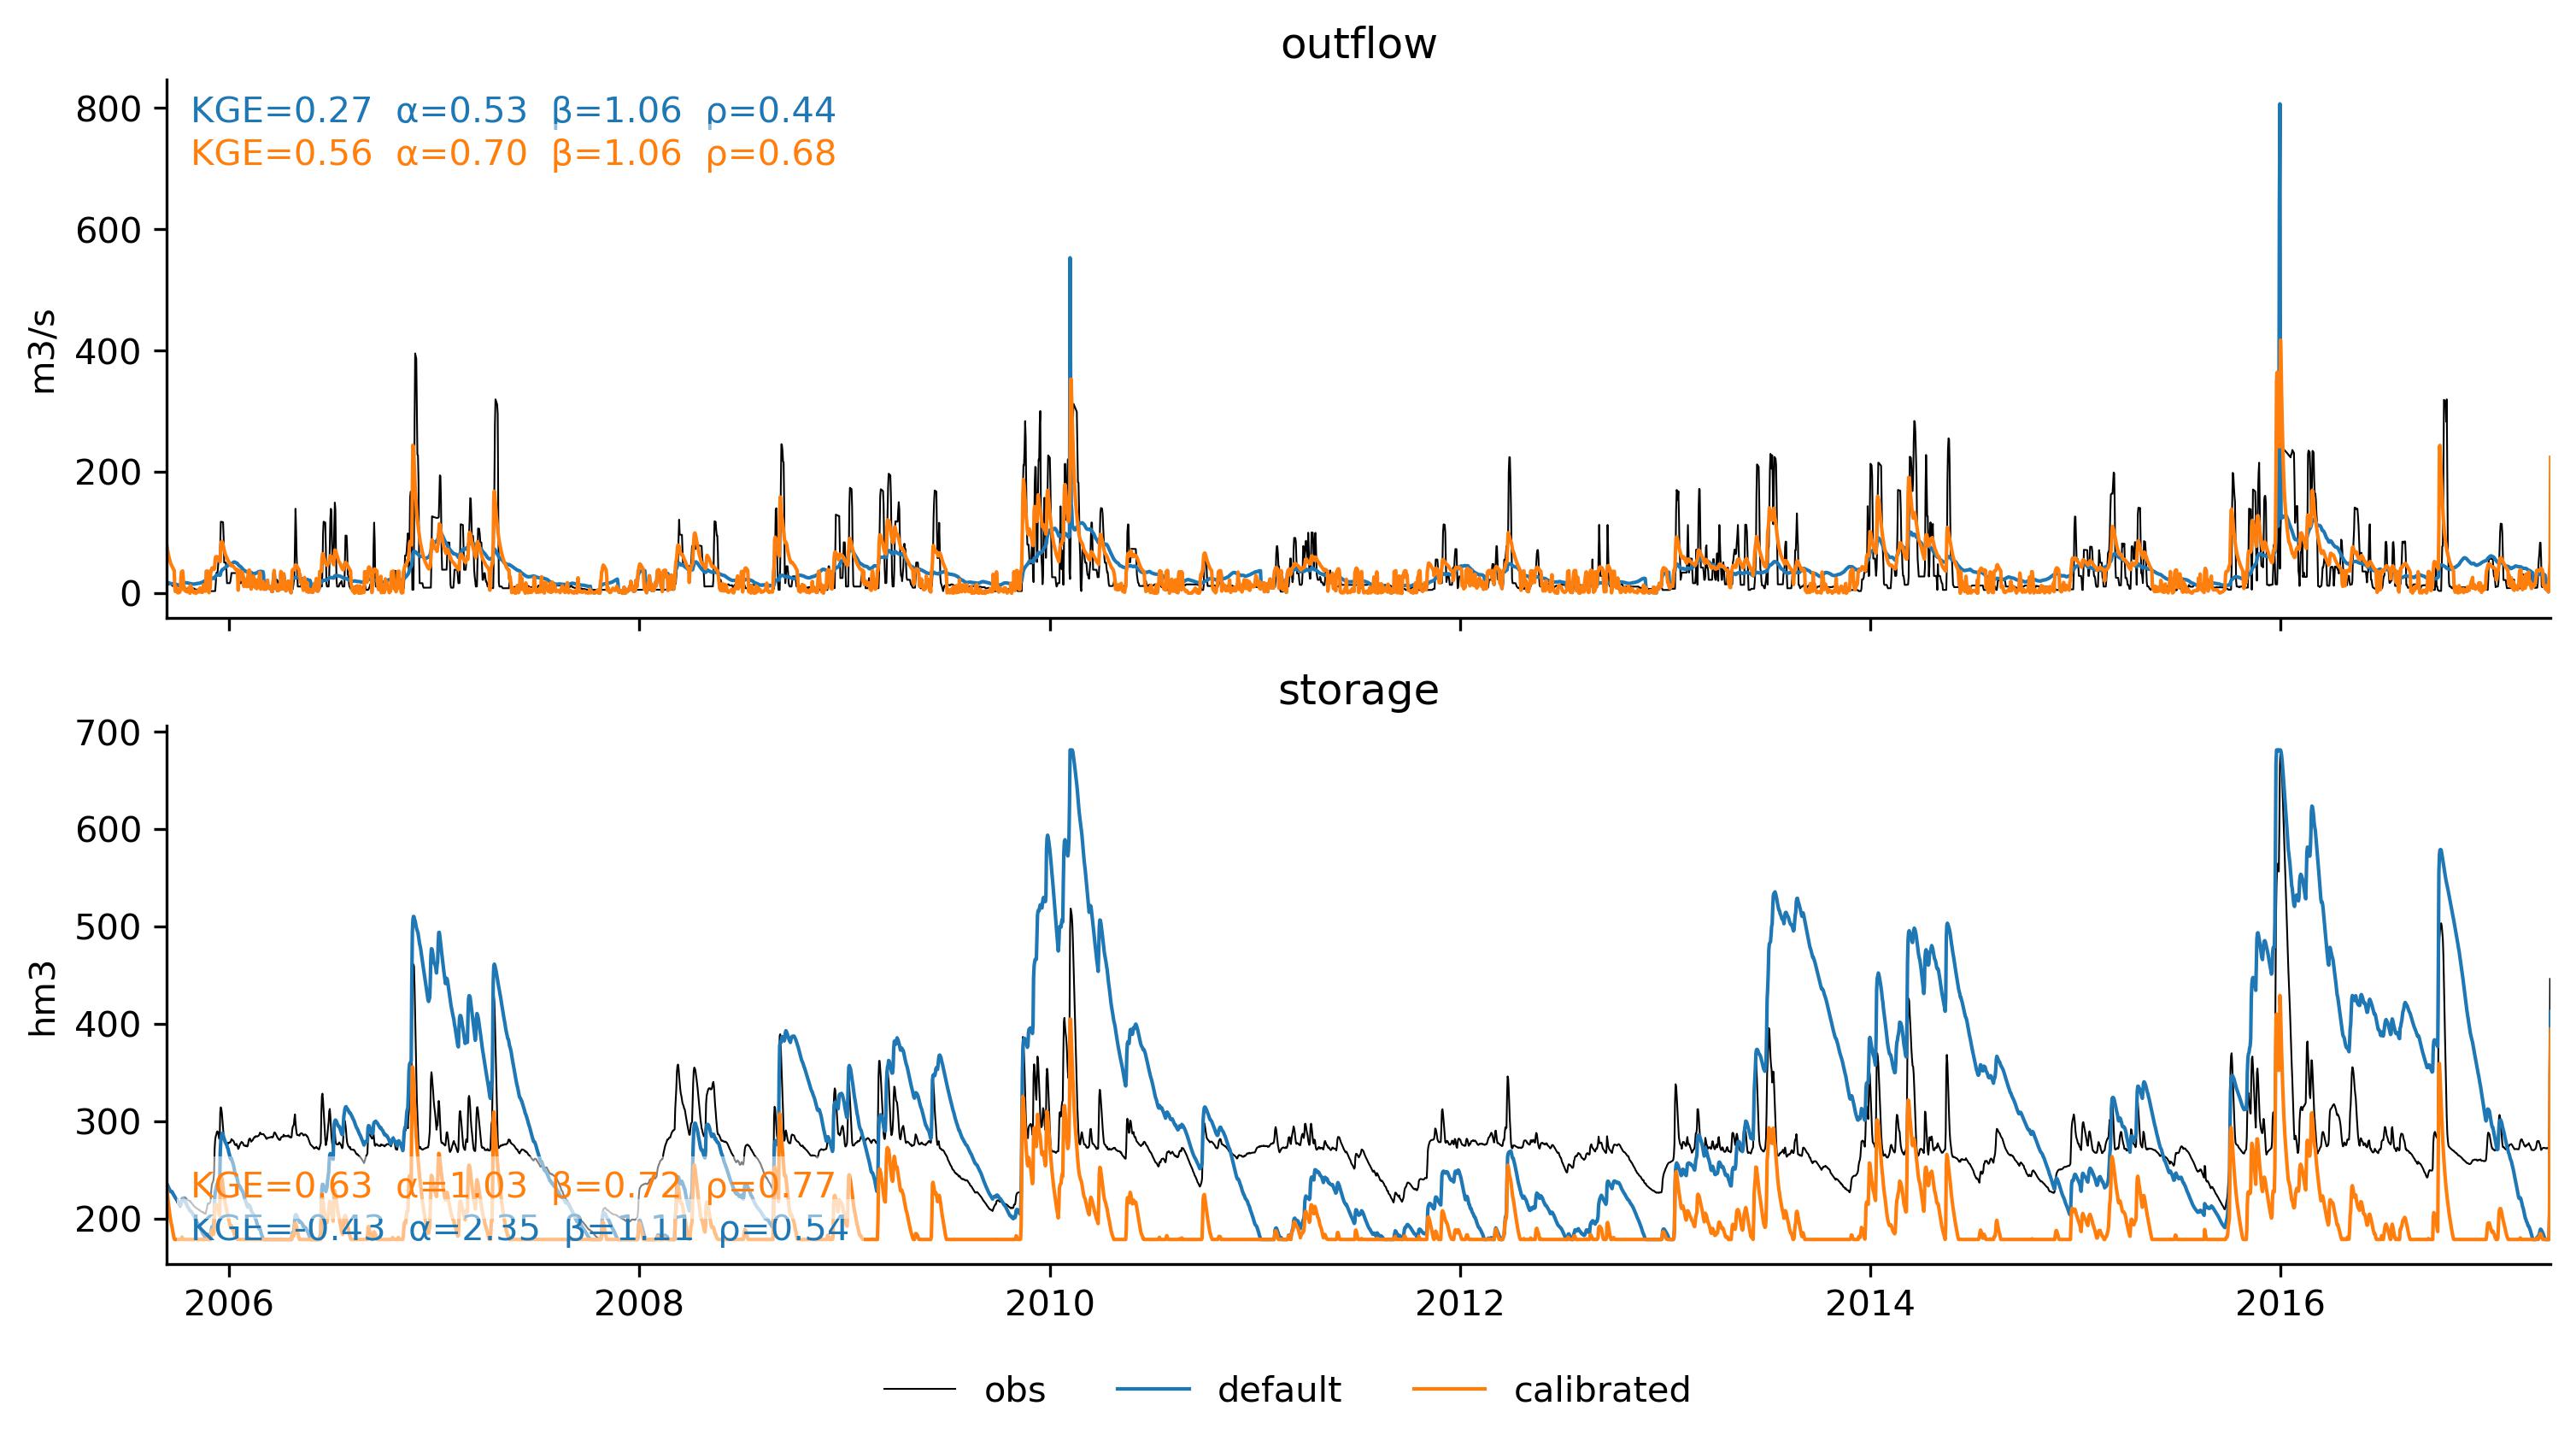 outflow
KGE=0.27 α=0.53 β=1.06 ρ=0.44
KGE=0.56 α=0.70 β=1.06 ρ=0.68
800
600
400
200
0
m3/s
storage
700
600
500
400
300
200
hm3
KGE=0.63 α=1.03 β=0.72 ρ=0.77
KGE=-0.43 α=2.35 β=1.11 ρ=0.54
2006 2008 2010 2012 2014 2016
obs default calibrated